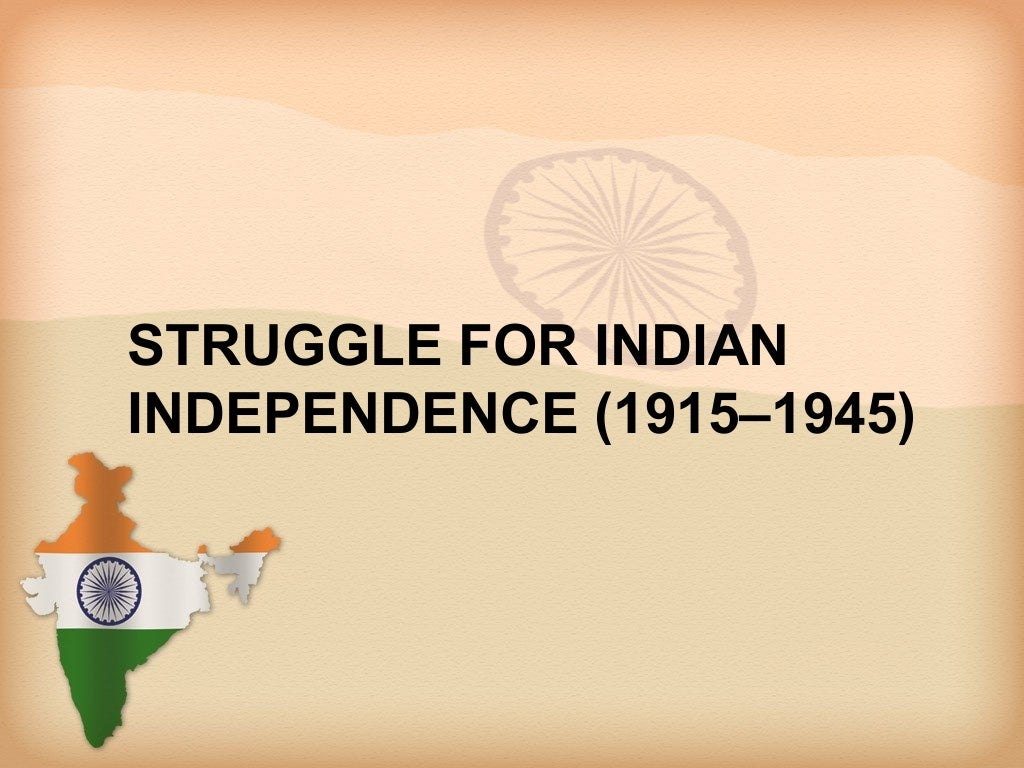 STRUGGLE FOR INDIAN
INDEPENDENCE (1915–1945)